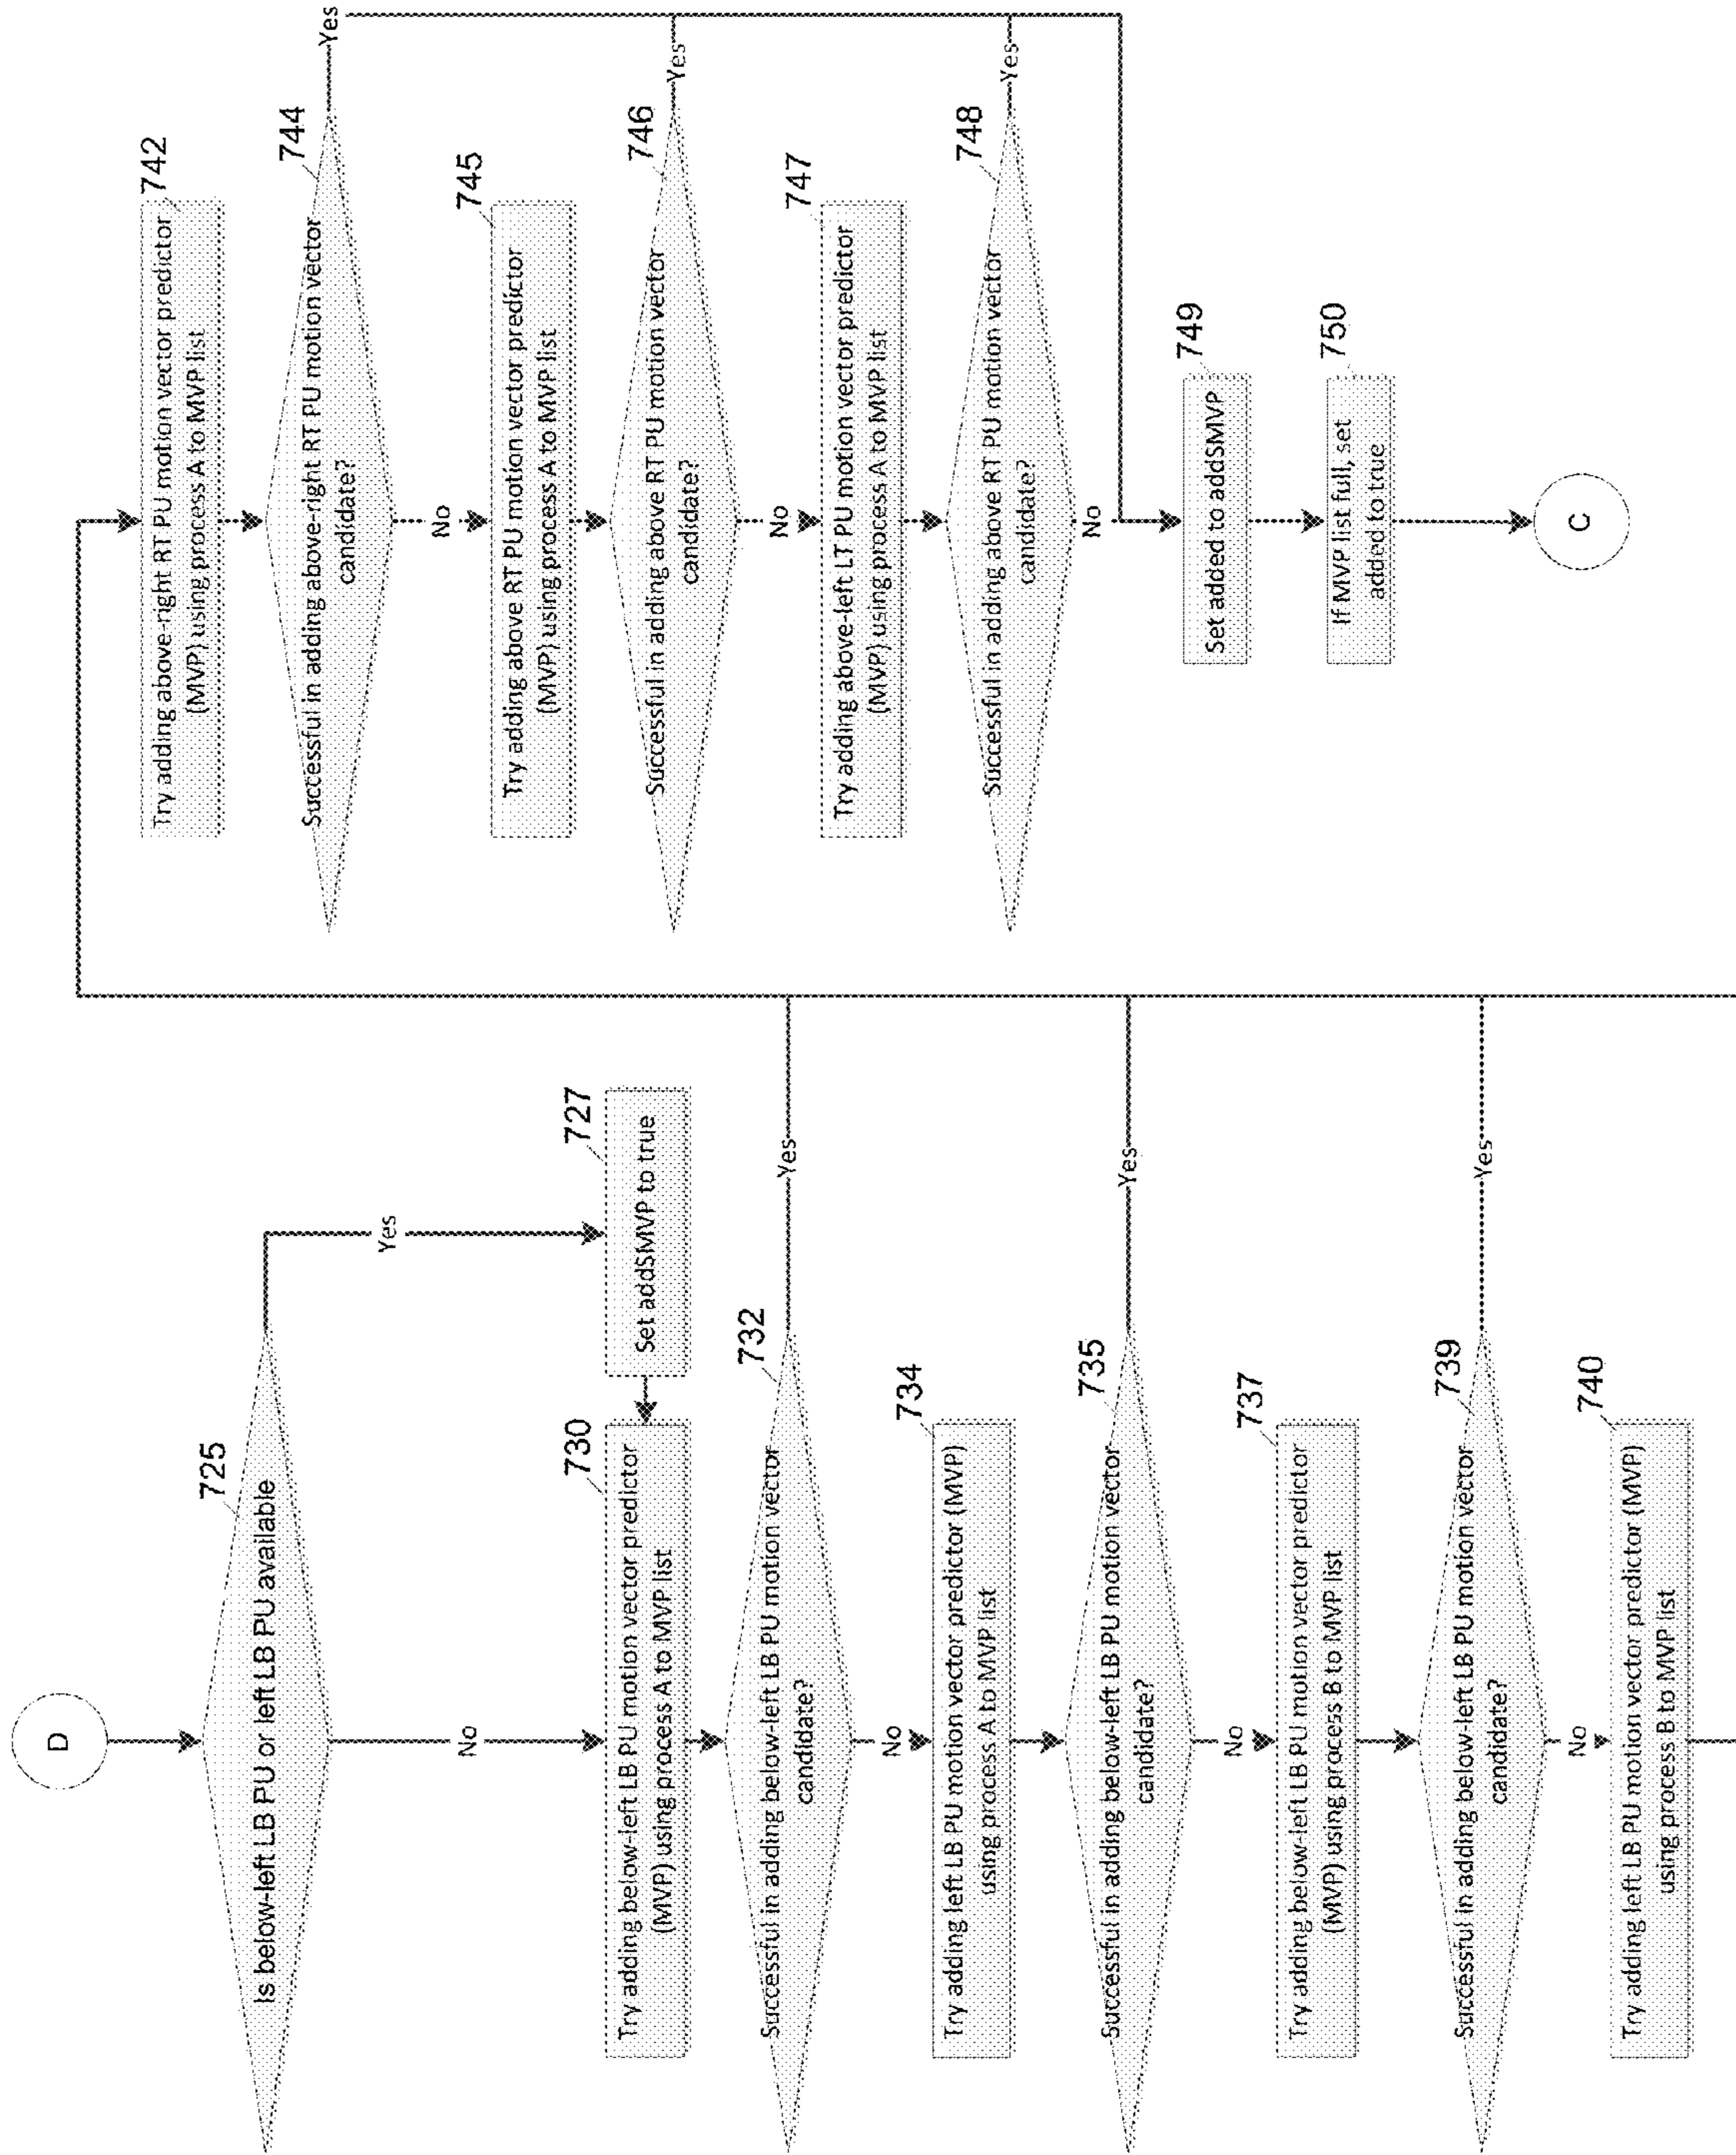 D
725
Is below-left LB PU or left LB PU available
Yes
No
727
Set addSMVP to true
730
Try adding below-left LB PU motion vector predictor
(MVP) using process A to MVP list
732
Successful in adding below-left LB PU motion vector
candidate?
Yes
No
734
Try adding left LB PU motion vector predictor (MVP)
using process A to MVP list
735
Successful in adding below-left LB PU motion vector
candidate?
Yes
No
737
Try adding below-left LB PU motion vector predictor
(MVP) using process B to MVP list
739
Successful in adding below-left LB PU motion vector
candidate?
Yes
No
740
Try adding left LB PU motion vector predictor (MVP)
using process B to MVP list
742
Try adding above-right RT PU motion vector predictor
(MVP) using process A to MVP list
744
Successful in adding above-right RT PU motion vector
candidate?
Yes
No
745
Try adding above RT PU motion vector predictor
(MVP) using process A to MVP list
746
Successful in adding above RT PU motion vector
candidate?
Yes
No
747
Try adding above-left LT PU motion vector predictor
(MVP) using process A to MVP list
748
Successful in adding above RT PU motion vector
candidate?
Yes
No
749
Set added to addSMVP
750
If MVP list full, set
added to true
C